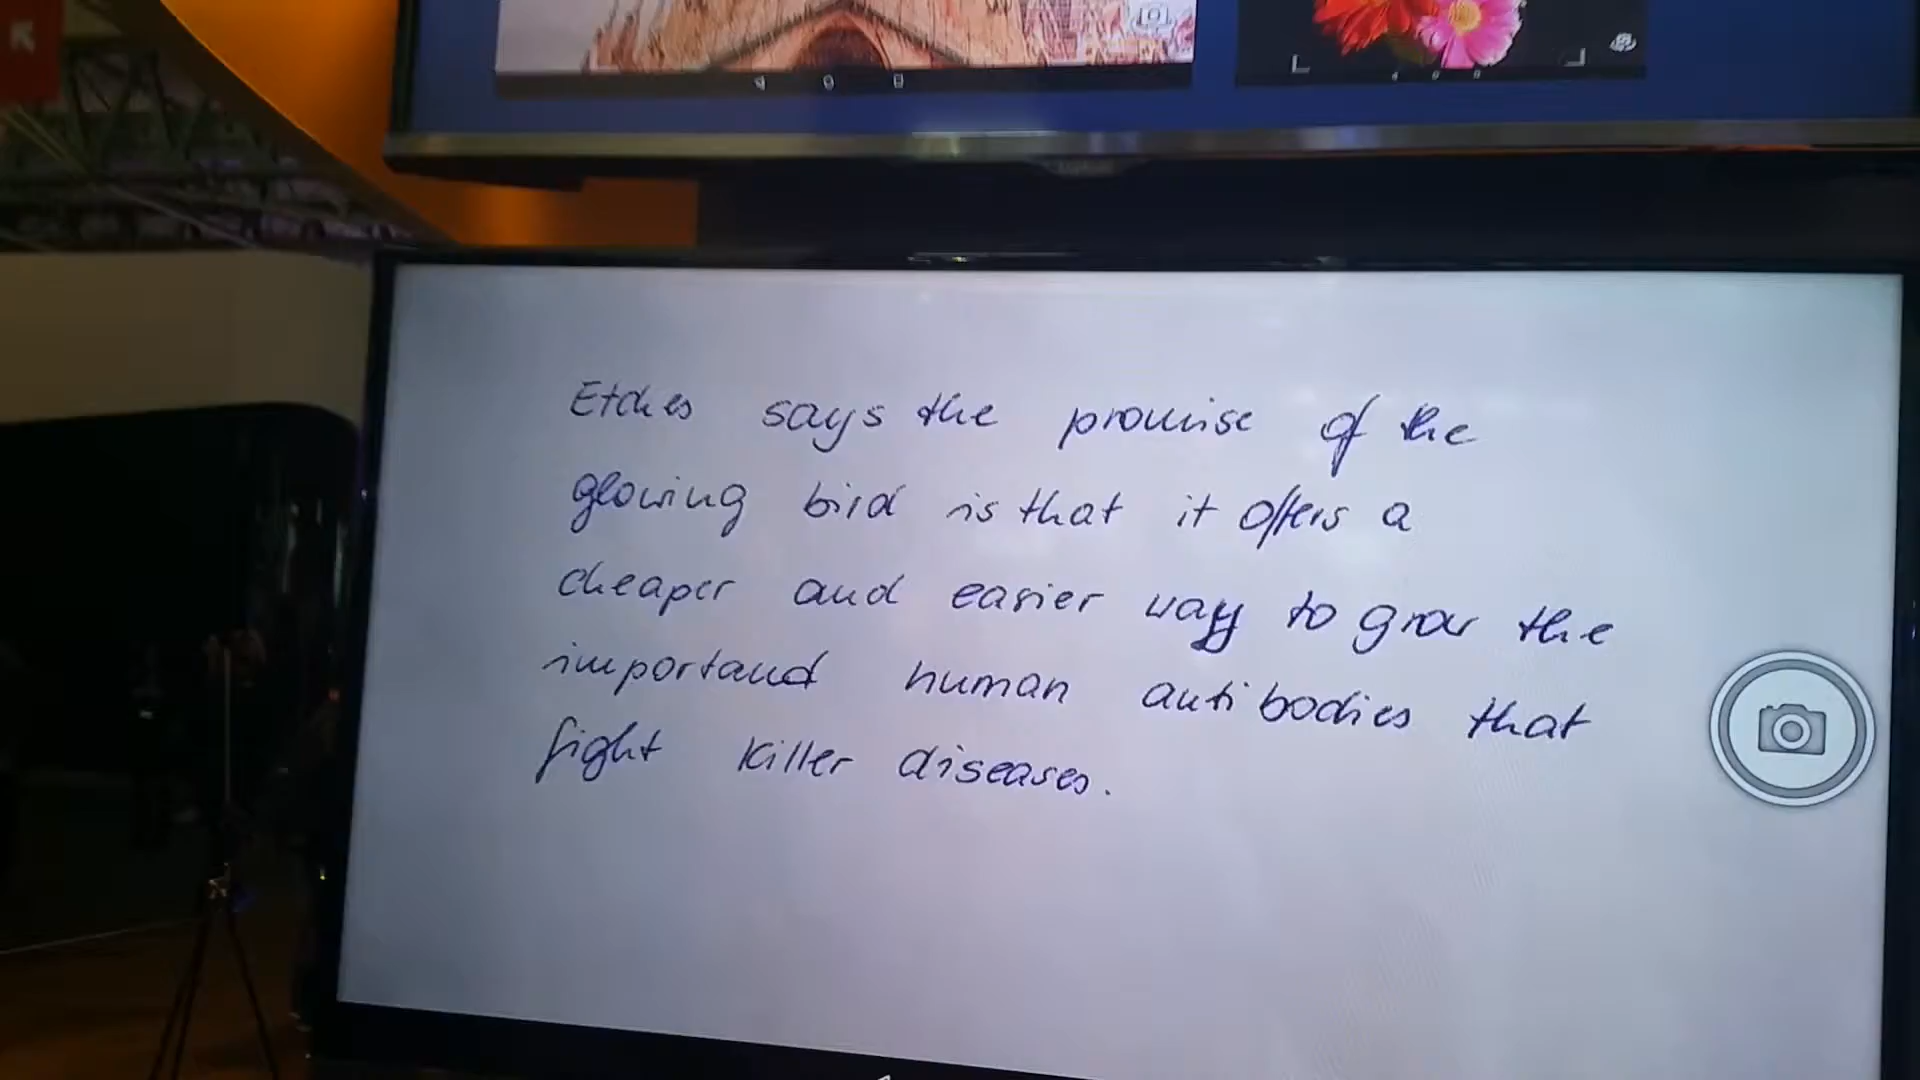 Etches says the promise of the
glowing bird is that it offers a
cheaper and easier way to grow the
importand human antibodies that
fight killer diseases.